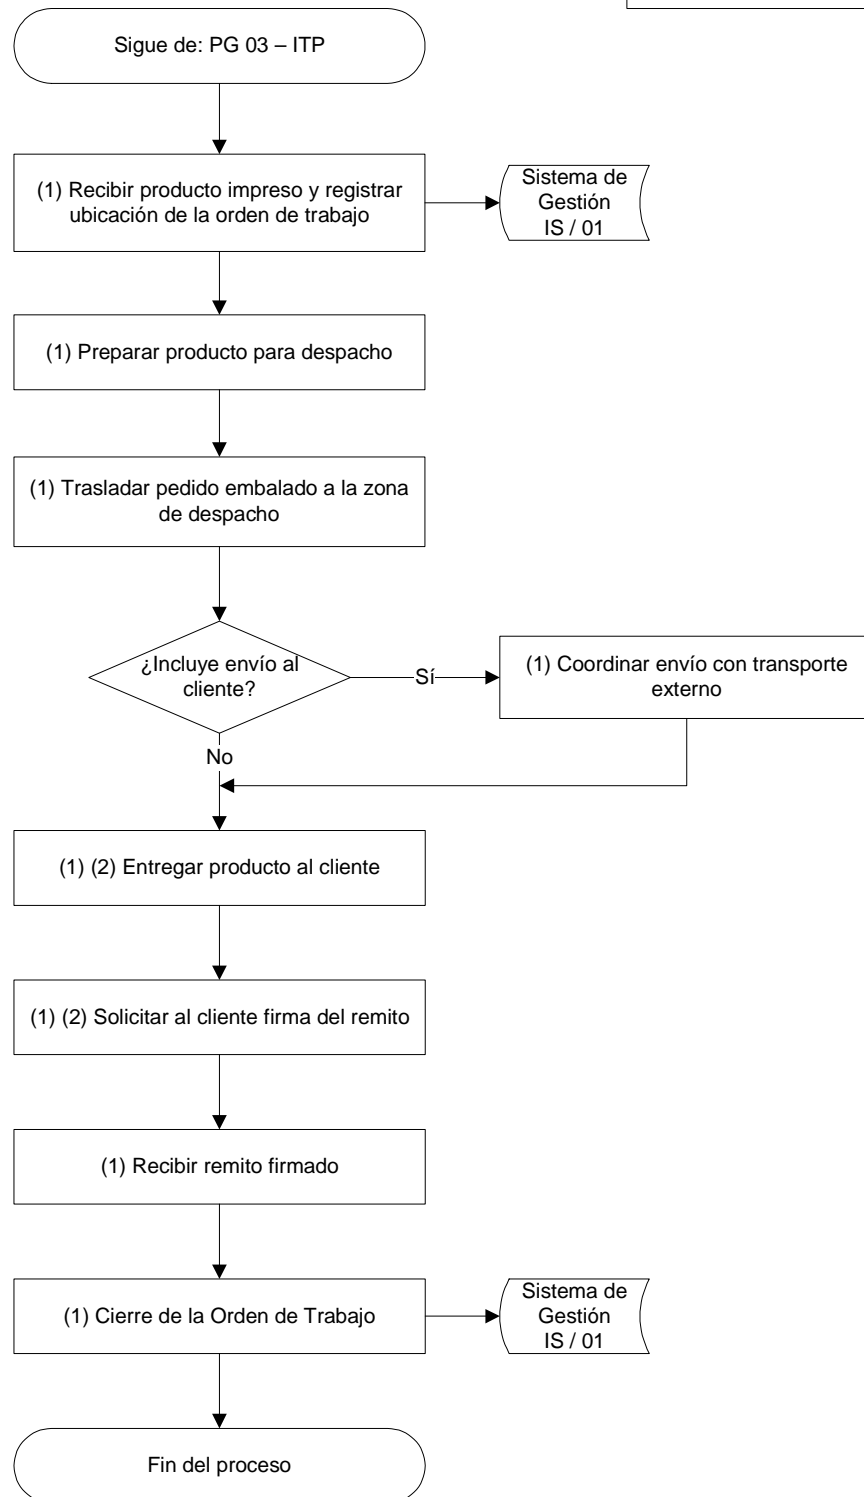 Sigue de: PG 03 – ITP
(1) Recibir producto impreso y registrar
ubicación de la orden de trabajo
Sistema de
Gestión
IS / 01
(1) Preparar producto para despacho
(1) Trasladar pedido embalado a la zona
de despacho
¿Incluye envío al
cliente?
Sí
(1) Coordinar envío con transporte
externo
No
(1) (2) Entregar producto al cliente
(1) (2) Solicitar al cliente firma del remito
(1) Recibir remito firmado
(1) Cierre de la Orden de Trabajo
Sistema de
Gestión
IS / 01
Fin del proceso